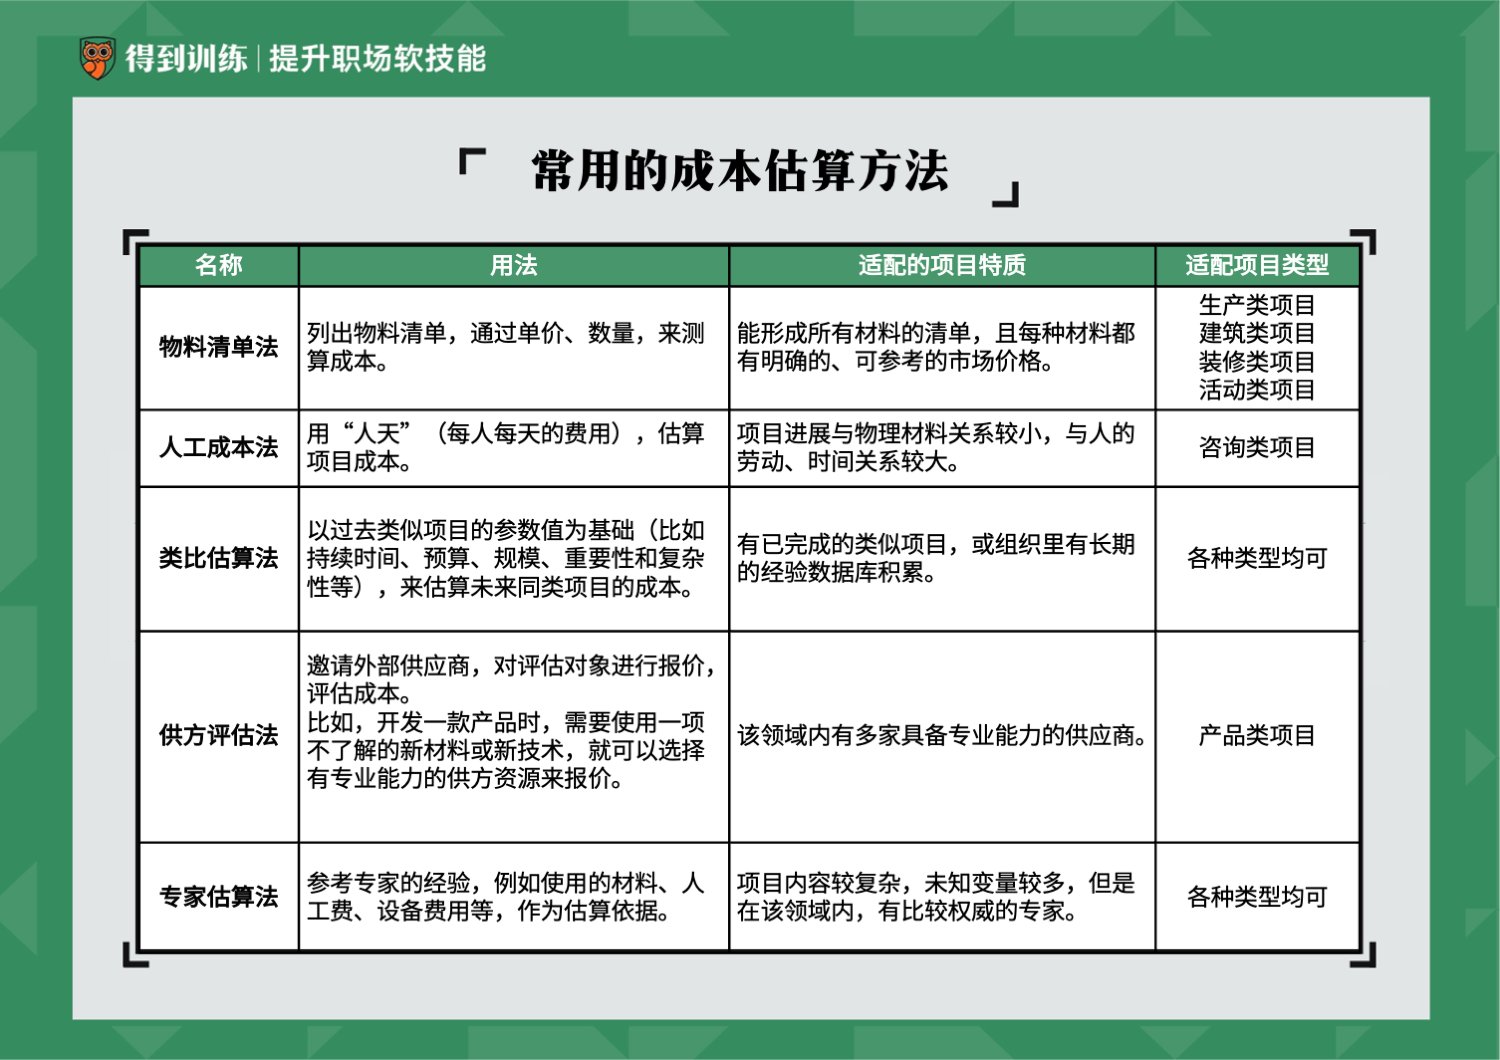 得到训练 | 提升职场软技能
常用的成本估算方法
名称
用法
适配的项目特质
适配项目类型
物料清单法
列出物料清单，通过单价、数量，来测
算成本。
能形成所有材料的清单，且每种材料都
有明确的、可参考的市场价格。
生产类项目
建筑类项目
装修类项目
活动类项目
人工成本法
用“人天”（每人每天的费用），估算
项目成本。
项目进展与物理材料关系较小，与人的
劳动、时间关系较大。
咨询类项目
类比估算法
以过去类似项目的参数值为基础（比如
持续时间、预算、规模、重要性和复杂
性等），来估算未来同类项目的成本。
有已完成的类似项目，或组织里有长期
的经验数据库积累。
各种类型均可
供方评估法
邀请外部供应商，对评估对象进行报价，
评估成本。
比如，开发一款产品时，需要使用一项
不了解的新材料或新技术，就可以选择
有专业能力的供方资源来报价。
该领域内有多家具备专业能力的供应商。
产品类项目
专家估算法
参考专家的经验，例如使用的材料、人
工费、设备费用等，作为估算依据。
项目内容较复杂，未知变量较多，但是
在该领域内，有比较权威的专家。
各种类型均可